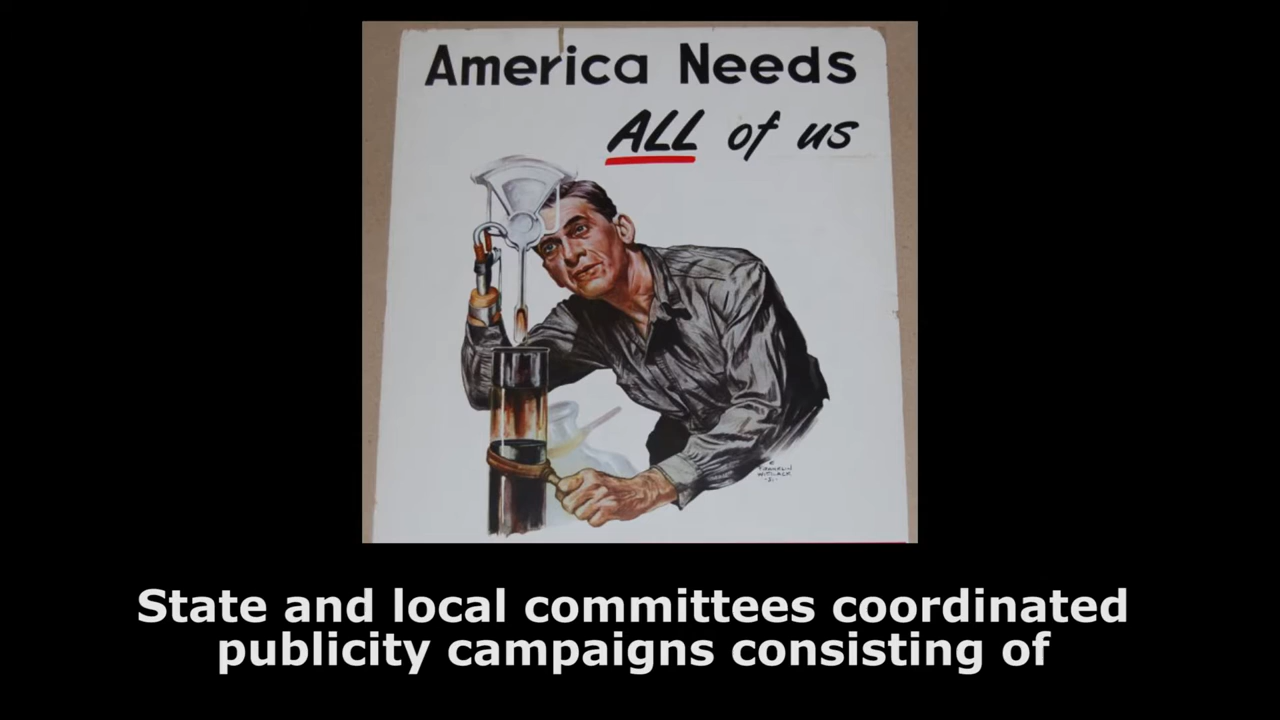 America Needs
ALL of us
State and local committees coordinated
publicity campaigns consisting of